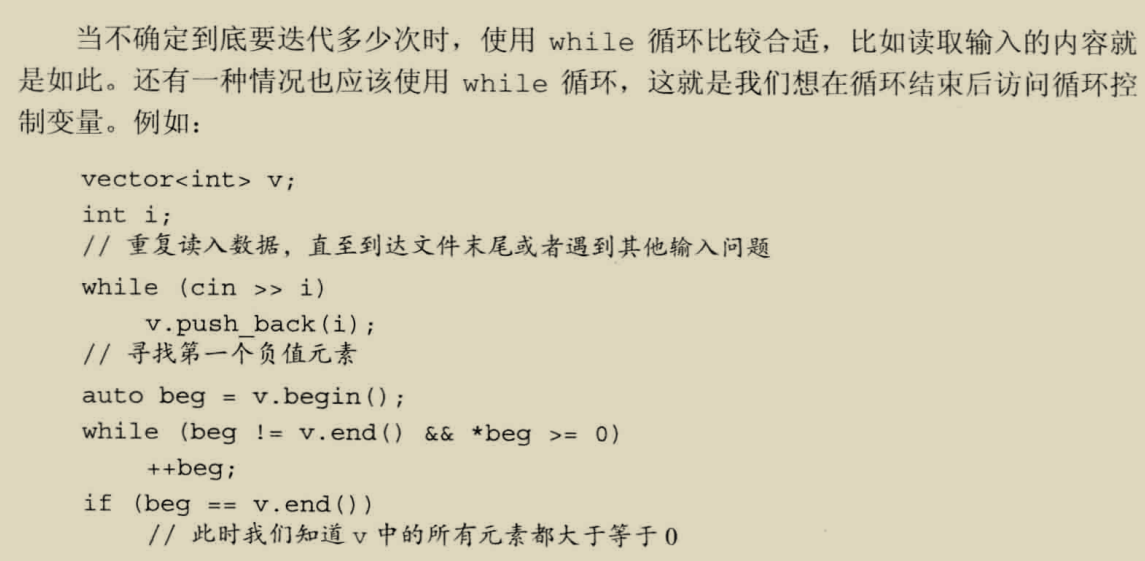 当不确定到底要迭代多少次时，使用 while 循环比较合适，比如读取输入的内容就
是如此。还有一种情况也应该使用 while 循环，这就是我们想在循环结束后访问循环控
制变量。例如：
vector<int> v;
int i;
// 重复读入数据，直至到达文件末尾或者遇到其他输入问题
while (cin >> i)
    v.push_back(i);
// 寻找第一个负值元素
auto beg = v.begin();
while (beg != v.end() && *beg >= 0)
    ++beg;
if (beg == v.end())
    // 此时我们知道 v 中的所有元素都大于等于 0